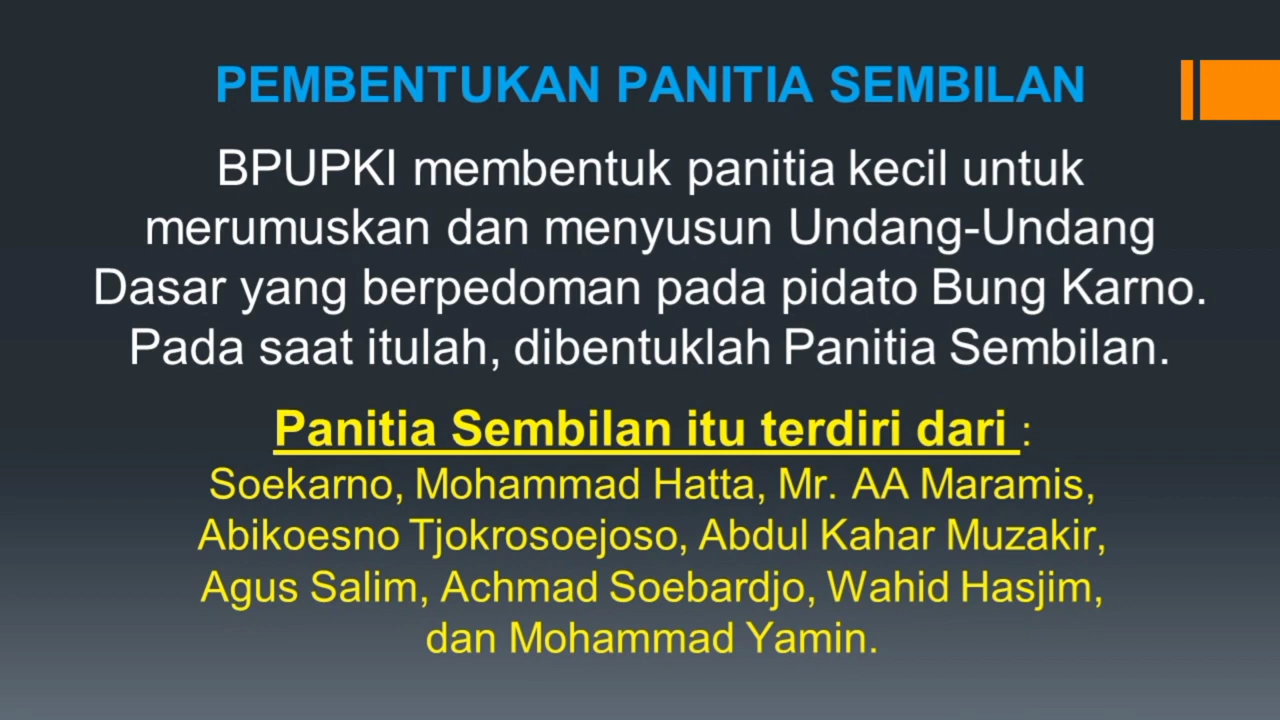 PEMBENTUKAN PANITIA SEMBILAN
BPUPKI membentuk panitia kecil untuk
merumuskan dan menyusun Undang-Undang
Dasar yang berpedoman pada pidato Bung Karno.
Pada saat itulah, dibentuklah Panitia Sembilan.
Panitia Sembilan itu terdiri dari :
Soekarno, Mohammad Hatta, Mr. AA Maramis,
Abikoesno Tjokrosoejoso, Abdul Kahar Muzakir,
Agus Salim, Achmad Soebardjo, Wahid Hasjim,
dan Mohammad Yamin.